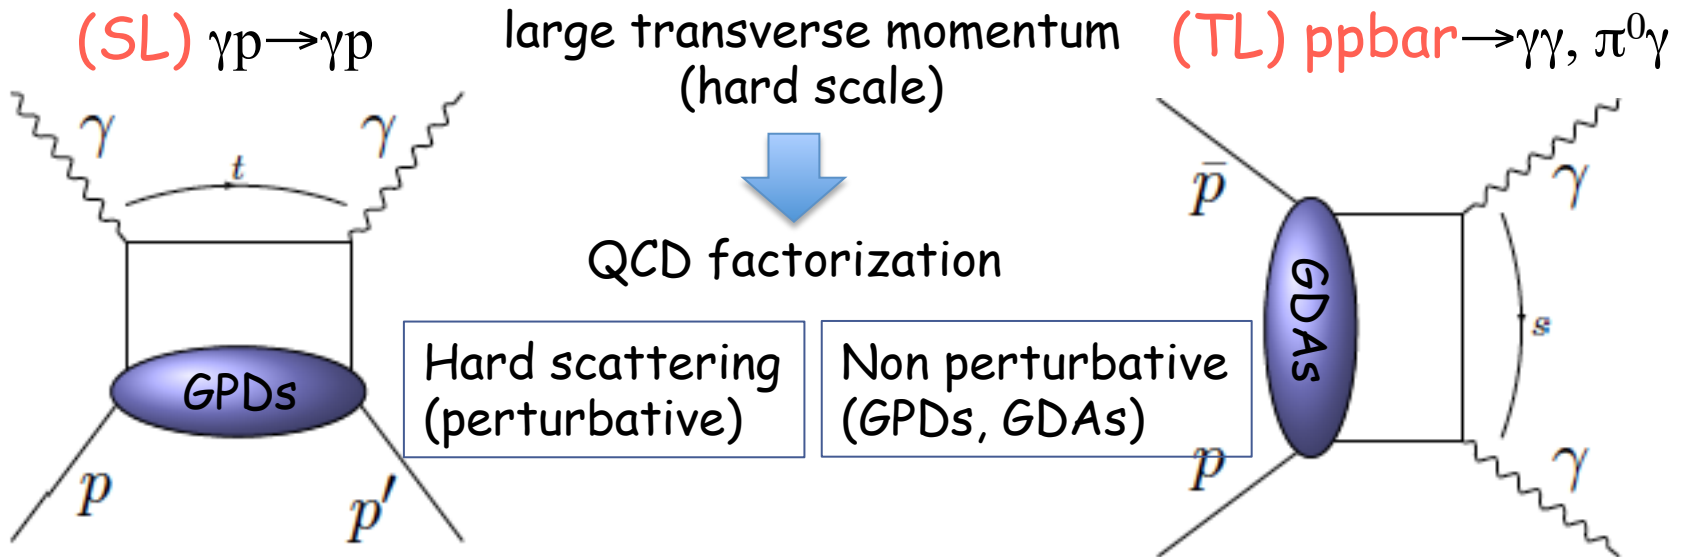 (SL) γp→γp
large transverse momentum
(hard scale)
(TL) ppbar→γγ, π⁰γ
γ
γ
t
GPDs
p
p′
QCD factorization
Hard scattering
(perturbative)
Non perturbative
(GPDs, GDAs)
p̄
γ
GDAs
s
p
γ